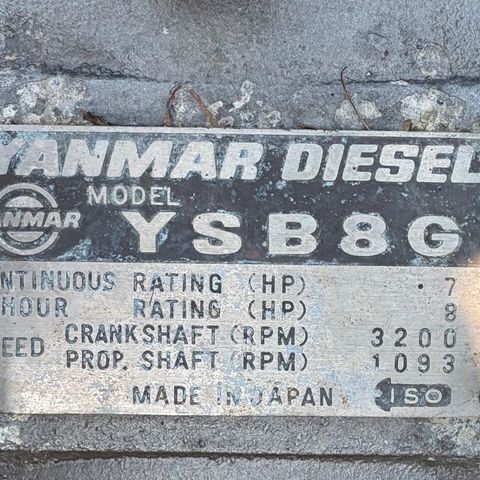 YANMAR DIESEL
MODEL
YANMAR YSB8G
CONTINUOUS RATING (HP) 7
HOUR RATING (HP) 8
SPEED CRANKSHAFT (RPM) 3200
PROP. SHAFT (RPM) 1093
MADE IN JAPAN ISO